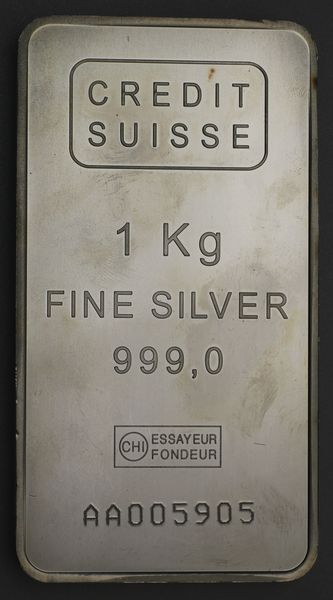 CREDIT
SUISSE
1 Kg
FINE SILVER
999,0
CHI ESSAYEUR
FONDEUR
AA005905